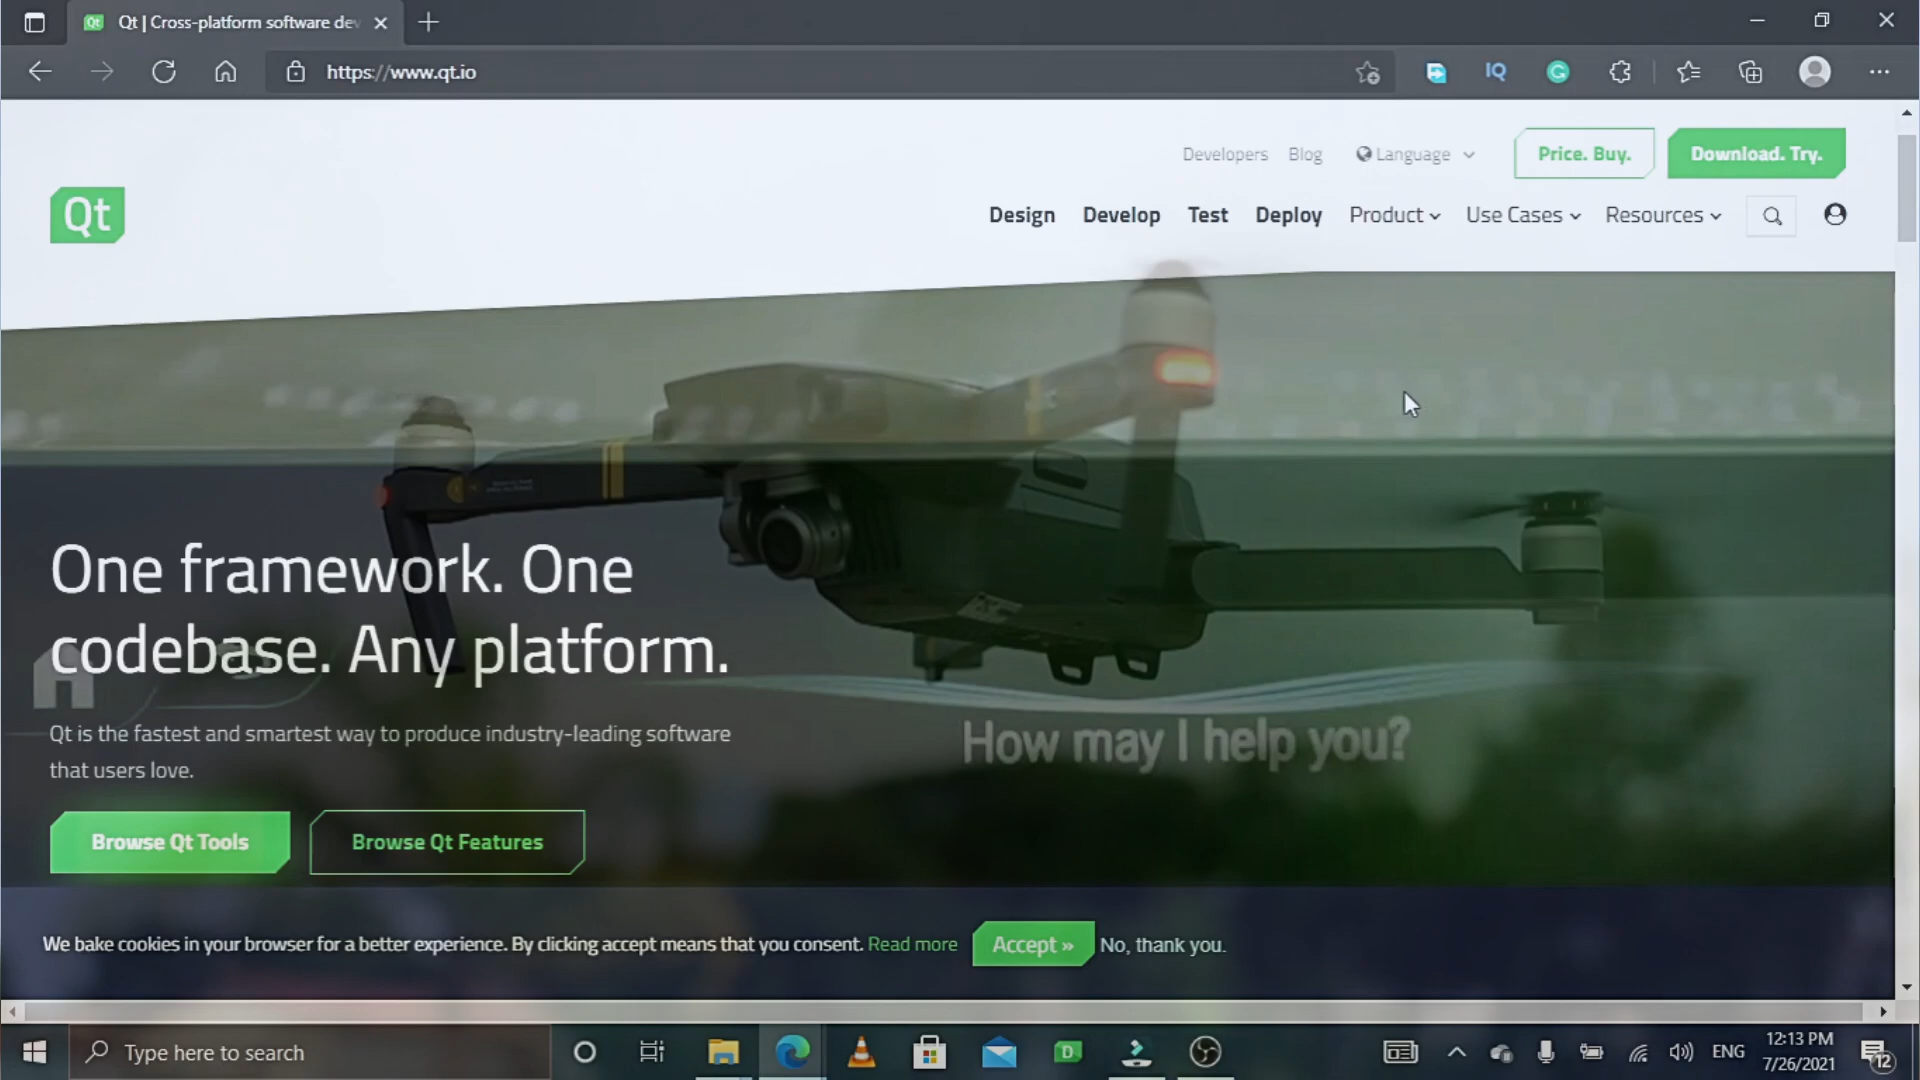 Qt | Cross-platform software dev
https://www.qt.io
IQ
Developers Blog Language
Price. Buy.
Download. Try.
Qt
Design Develop Test Deploy Product Use Cases Resources
One framework. One
codebase. Any platform.
Qt is the fastest and smartest way to produce industry-leading software
that users love.
How may I help you?
Browse Qt Tools
Browse Qt Features
We bake cookies in your browser for a better experience. By clicking accept means that you consent. Read more
Accept »
No, thank you.
Type here to search
ENG
12:13 PM
7/26/2021
12